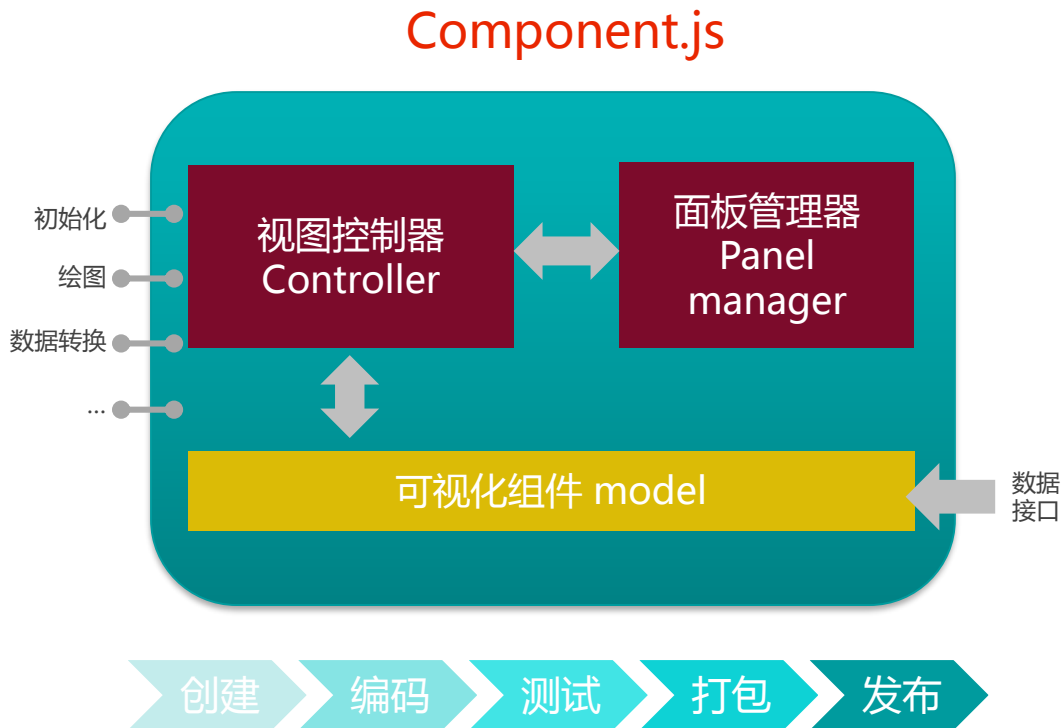 Component.js
初始化
绘图
数据转换
...
视图控制器
Controller
面板管理器
Panel
manager
可视化组件 model
数据
接口
创建
编码
测试
打包
发布